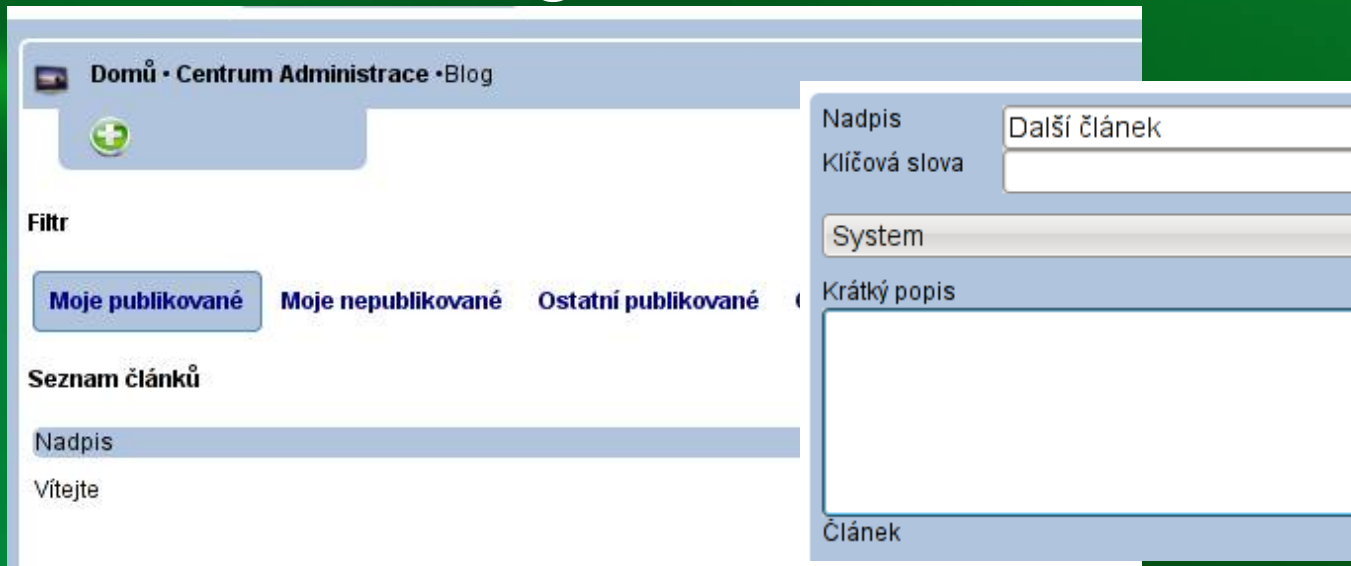 Domů • Centrum Administrace •Blog
Filtr
Moje publikované Moje nepublikované Ostatní publikované
Seznam článků
Nadpis
Vítejte
Nadpis Další článek
Klíčová slova
System
Krátký popis
Článek